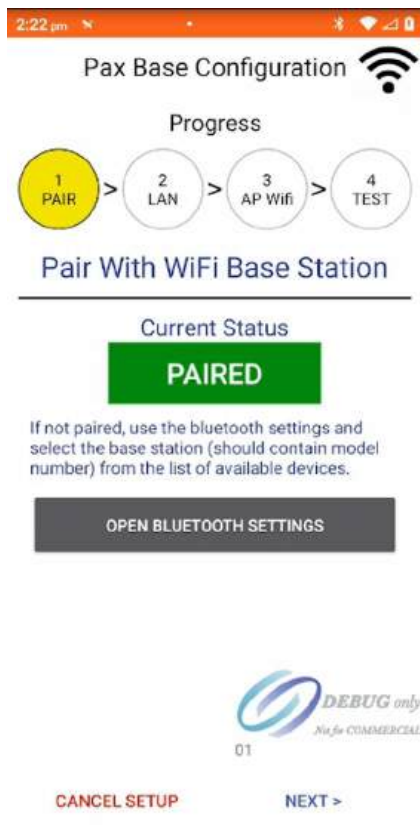 2:22 pm
Pax Base Configuration
Progress
1
PAIR
>
2
LAN
>
3
AP Wifi
>
4
TEST
Pair With WiFi Base Station
Current Status
PAIRED
If not paired, use the bluetooth settings and
select the base station (should contain model
number) from the list of available devices.
OPEN BLUETOOTH SETTINGS
DEBUG only
COMMERCIAL
01
CANCEL SETUP
NEXT >